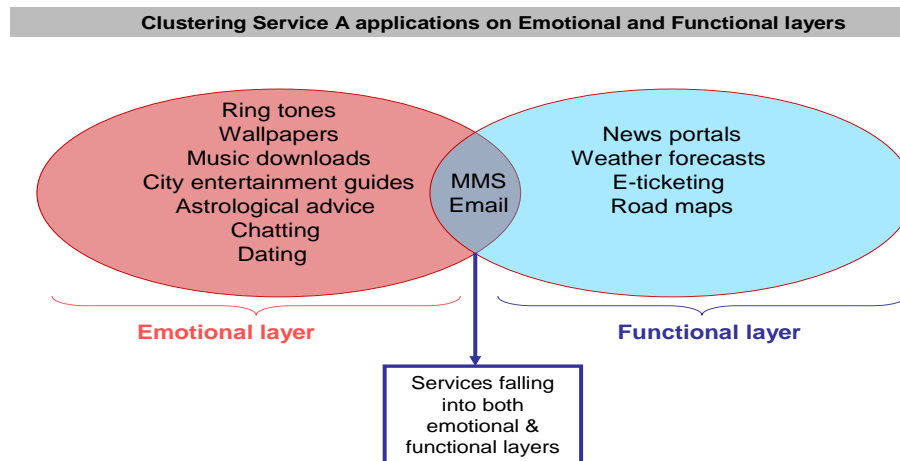 Clustering Service A applications on Emotional and Functional layers
Ring tones
Wallpapers
Music downloads
City entertainment guides
Astrological advice
Chatting
Dating
MMS
Email
News portals
Weather forecasts
E-ticketing
Road maps
Emotional layer
Functional layer
Services falling
into both
emotional &
functional layers